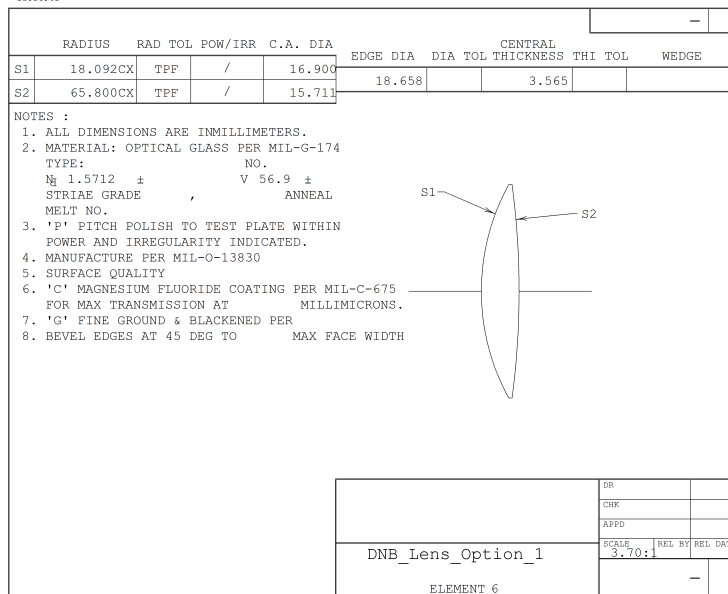 RADIUS RAD TOL POW/IRR C.A. DIA EDGE DIA DIA TOL CENTRAL THICKNESS THI TOL WEDGE
S1 18.092CX TPF / 16.900 18.658 3.565
S2 65.800CX TPF / 15.711
NOTES :
1. ALL DIMENSIONS ARE INMILLIMETERS.
2. MATERIAL: OPTICAL GLASS PER MIL-G-174
TYPE: NO.
Nd 1.5712 ± V 56.9 ±
STRIAE GRADE , ANNEAL
MELT NO.
3. 'P' PITCH POLISH TO TEST PLATE WITHIN
POWER AND IRREGULARITY INDICATED.
4. MANUFACTURE PER MIL-O-13830
5. SURFACE QUALITY
6. 'C' MAGNESIUM FLUORIDE COATING PER MIL-C-675
FOR MAX TRANSMISSION AT MILLIMICRONS.
7. 'G' FINE GROUND & BLACKENED PER
8. BEVEL EDGES AT 45 DEG TO MAX FACE WIDTH
S1
S2
DR
CHK
APPD
SCALE REL BY REL DAT
3.70:1
DNB_Lens_Option_1
ELEMENT 6